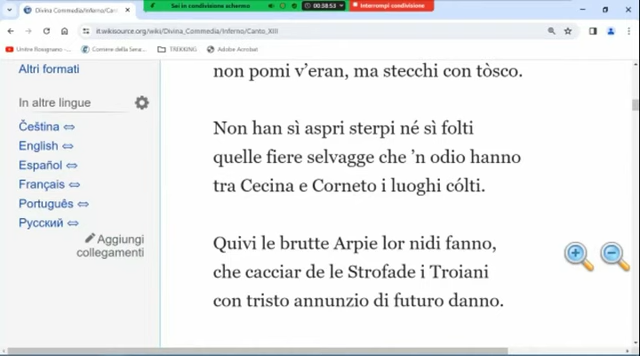 Divina Commedia/Inferno/Canto
Sei in condivisione schermo
00:58:53
Interrompi condivisione
it.wikisource.org/wiki/Divina_Commedia/Inferno/Canto_XIII
Unitre Rosignano -
Corriere della Sera
TREKKING
Adobe Acrobat
Altri formati
In altre lingue
Čeština
English
Español
Français
Português
Русский
Aggiungi
collegamenti
non pomi v’eran, ma stecchi con tòsco.
Non han sì aspri sterpi né sì folti
quelle fiere selvagge che ’n odio hanno
tra Cecina e Corneto i luoghi cólti.
Quivi le brutte Arpie lor nidi fanno,
che cacciar de le Strofade i Troiani
con tristo annunzio di futuro danno.